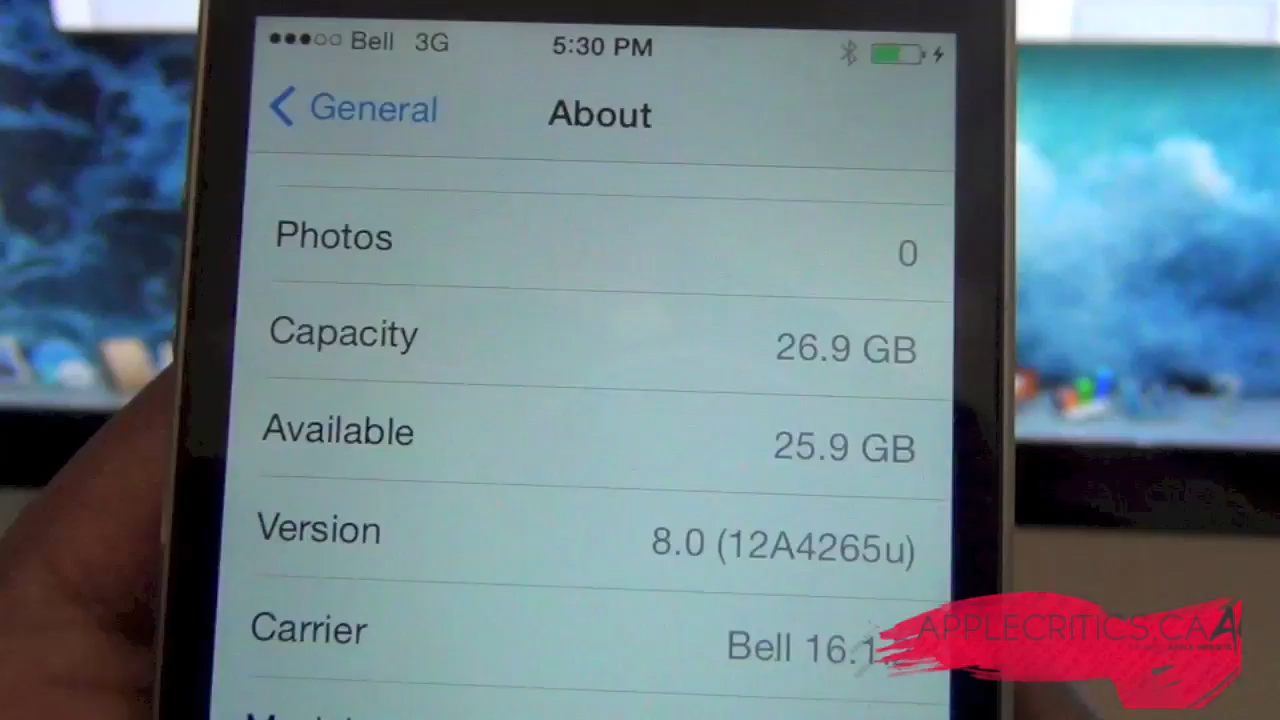 Bell 3G 5:30 PM
General About
Photos 0
Capacity 26.9 GB
Available 25.9 GB
Version 8.0 (12A4265u)
Carrier Bell 16.1
APPLECRITICS.CA